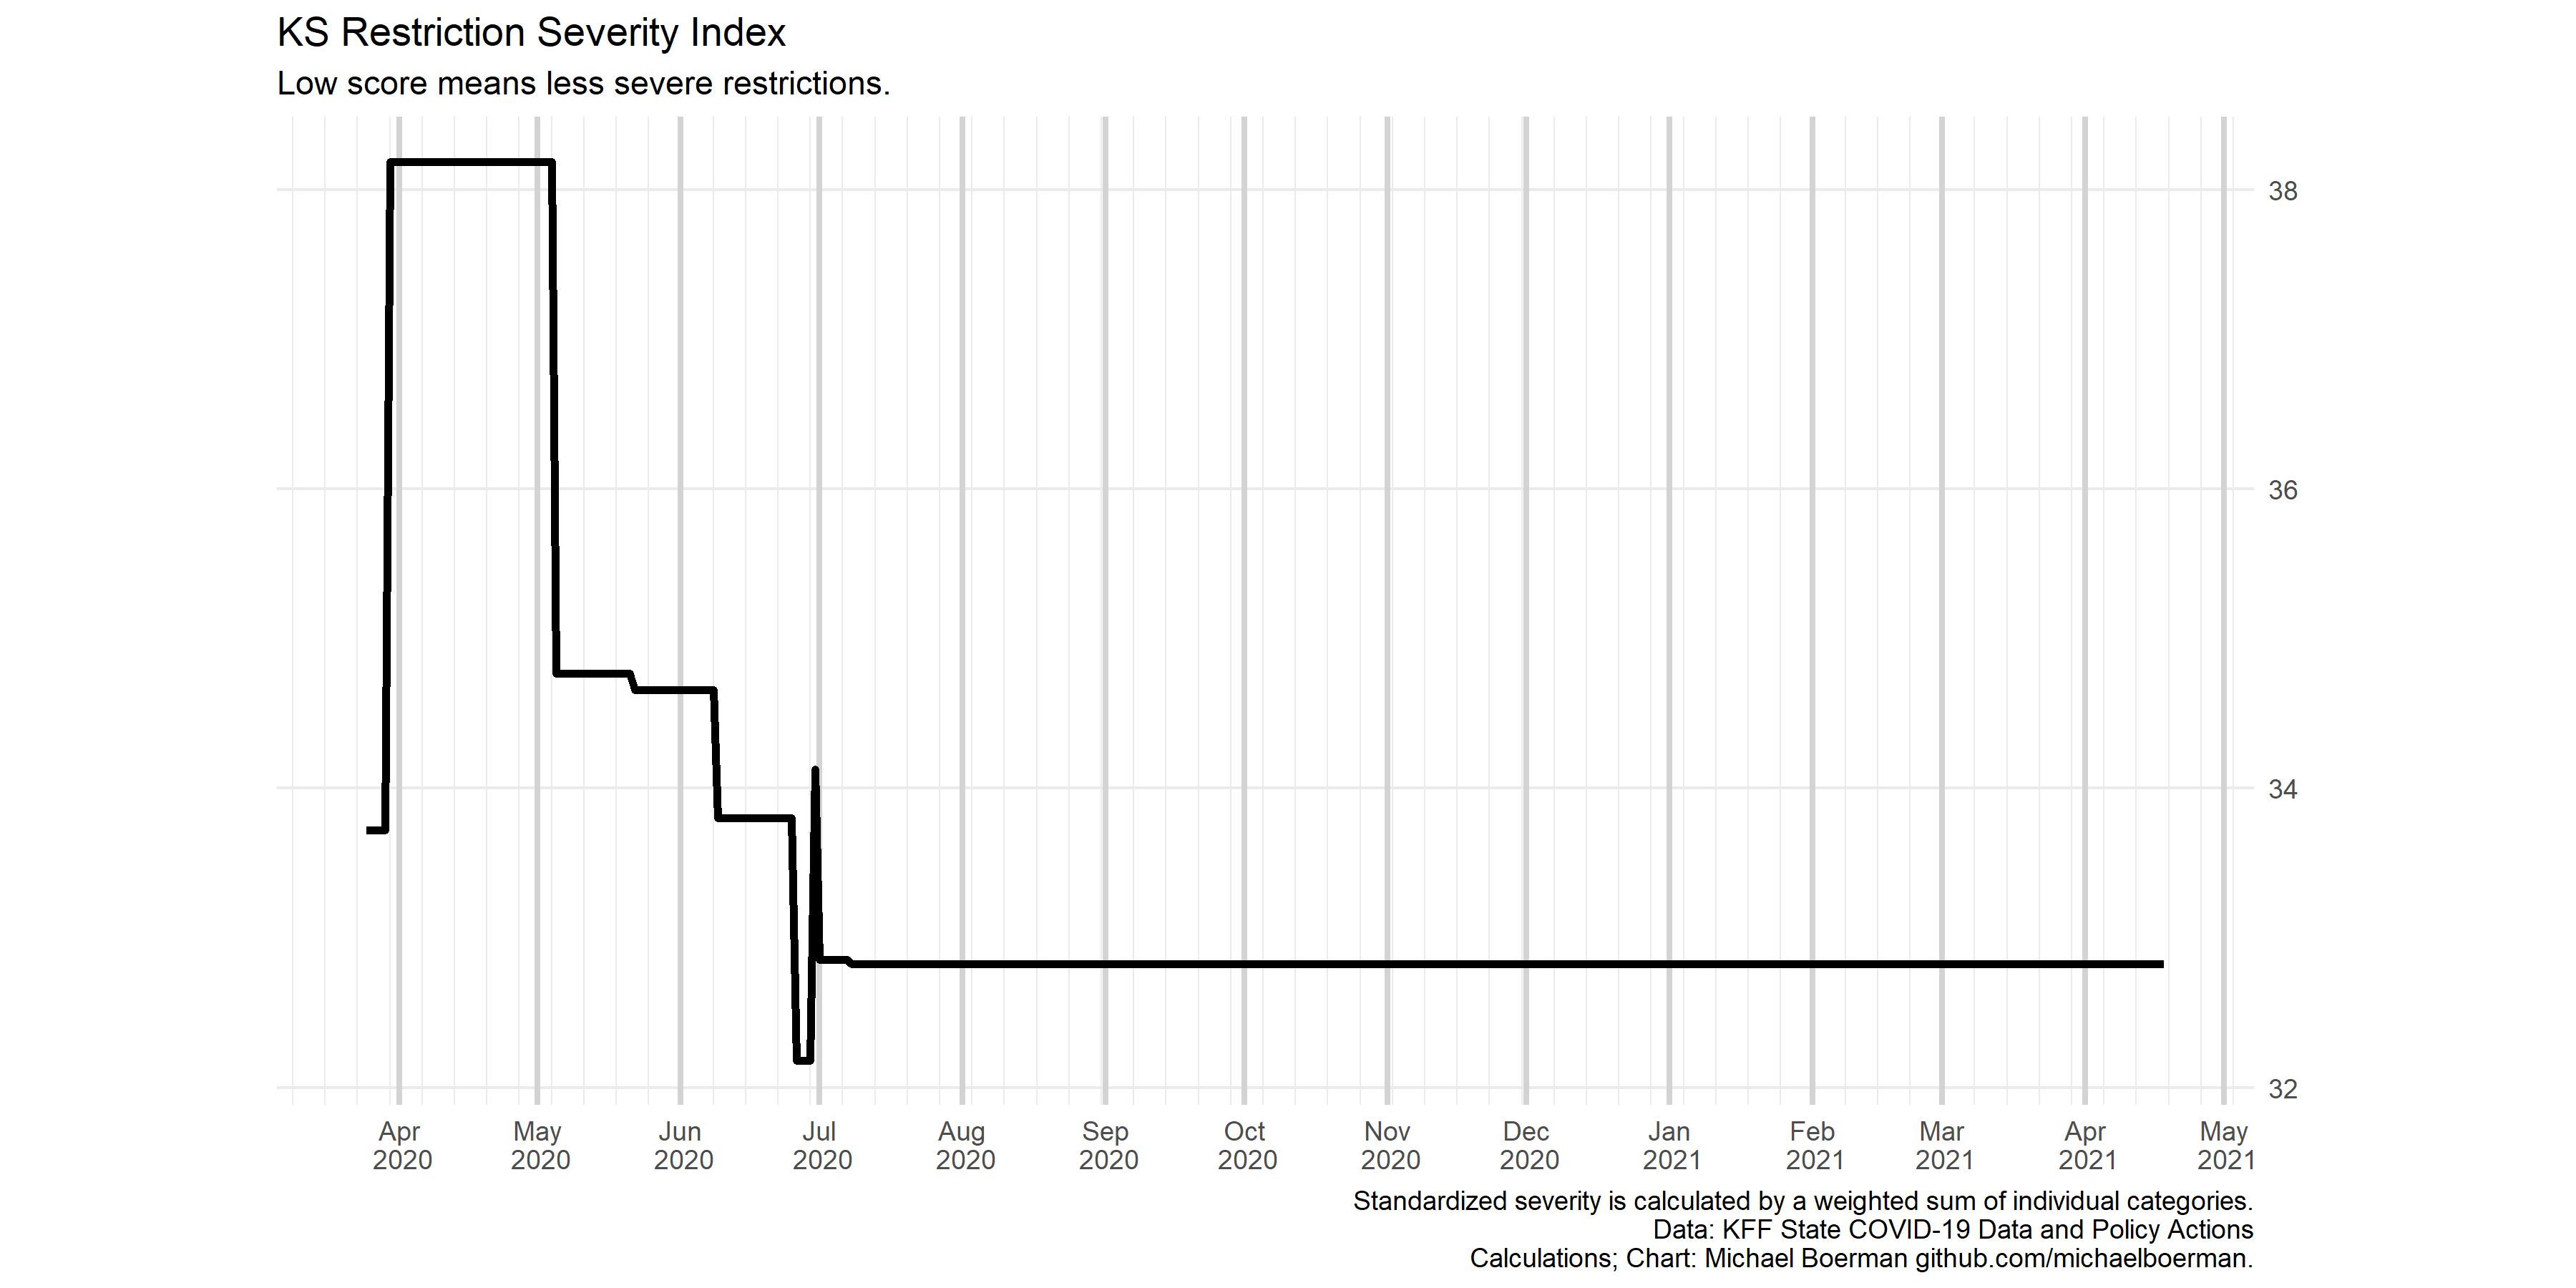 KS Restriction Severity Index
Low score means less severe restrictions.
38
36
34
32
Apr May Jun Jul Aug Sep Oct Nov Dec Jan Feb Mar Apr May
2020 2020 2020 2020 2020 2020 2020 2020 2020 2021 2021 2021 2021 2021
Standardized severity is calculated by a weighted sum of individual categories.
Data: KFF State COVID-19 Data and Policy Actions
Calculations; Chart: Michael Boerman github.com/michaelboerman.